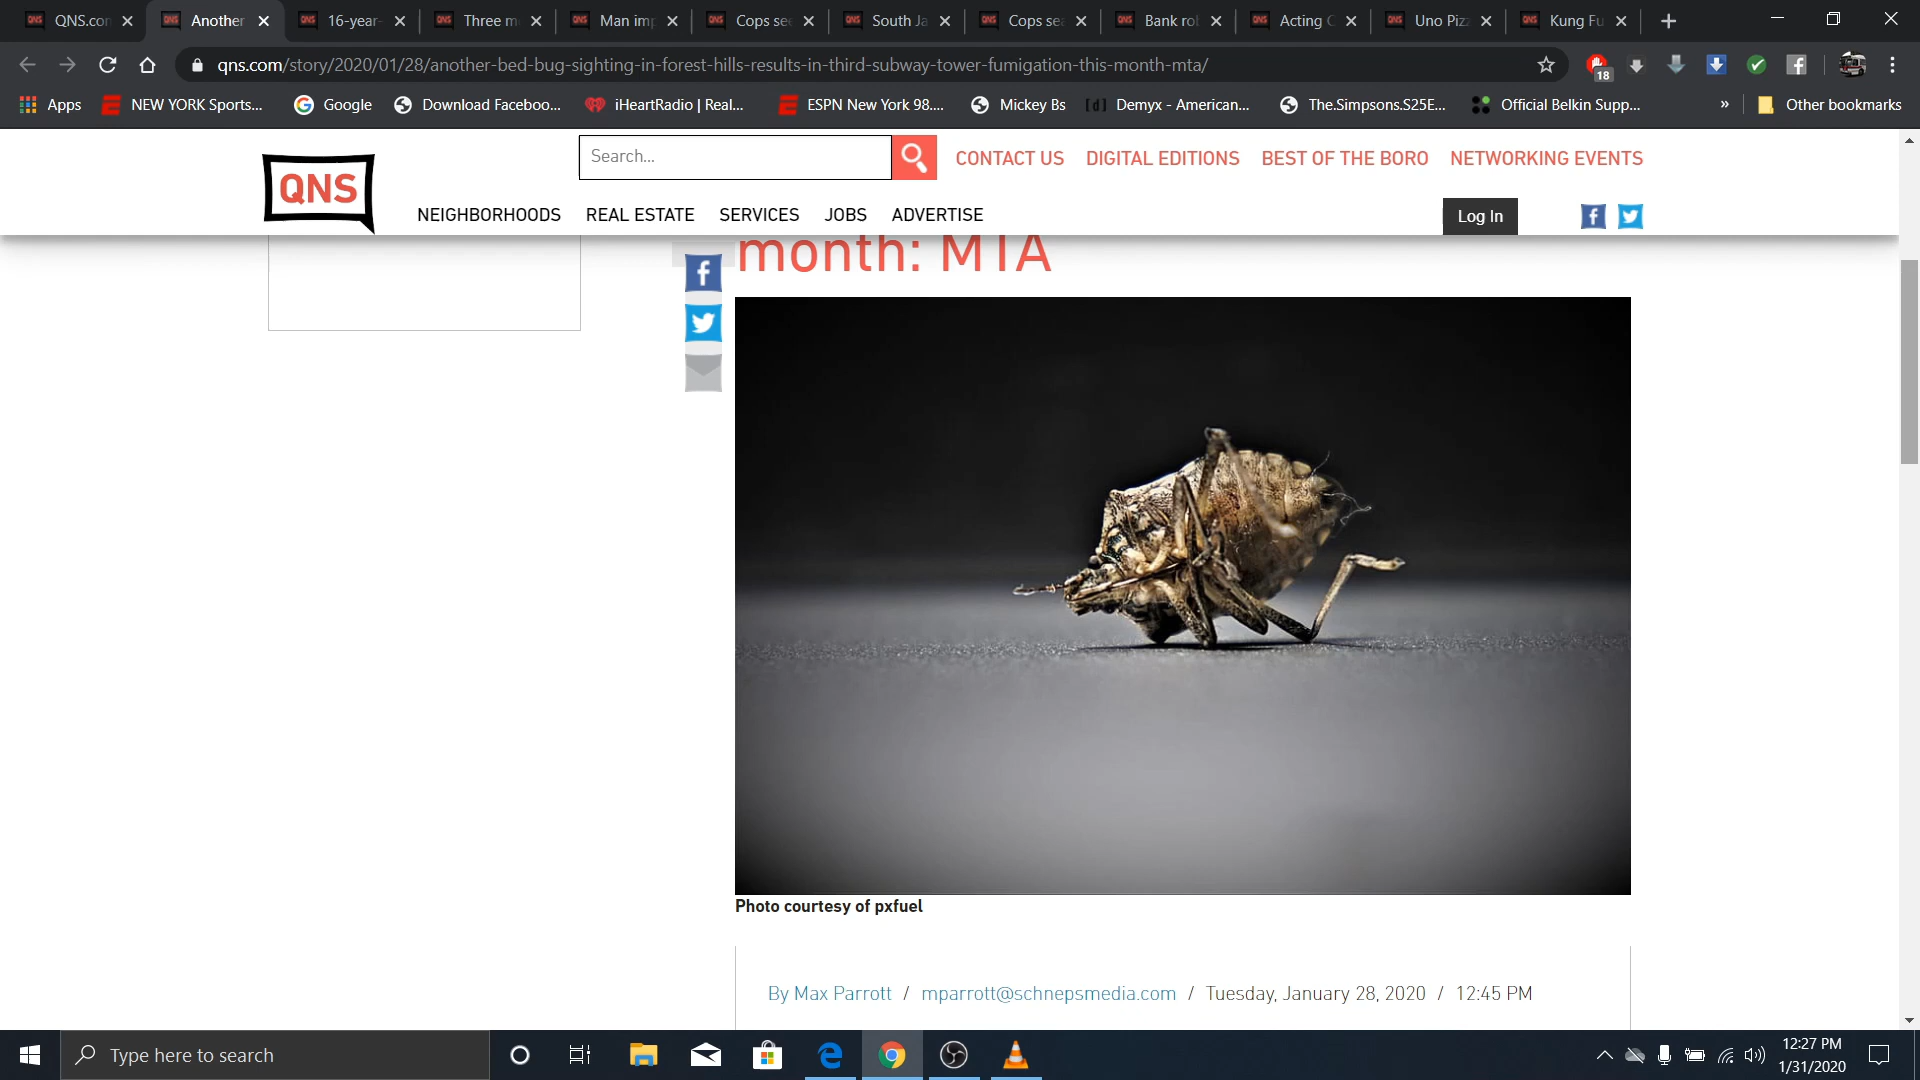 QNS.con
Another
16-year-
Three m
Man imp
Cops see
South Ja
Cops sea
Bank rob
Acting C
Uno Pizz
Kung Fu
qns.com/story/2020/01/28/another-bed-bug-sighting-in-forest-hills-results-in-third-subway-tower-fumigation-this-month-mta/
18
Apps
NEW YORK Sports...
Google
Download Faceboo...
iHeartRadio | Real...
ESPN New York 98....
Mickey Bs
[d] Demyx - American...
The.Simpsons.S25E...
Official Belkin Supp...
»
Other bookmarks
QNS
Search...
CONTACT US
DIGITAL EDITIONS
BEST OF THE BORO
NETWORKING EVENTS
NEIGHBORHOODS
REAL ESTATE
SERVICES
JOBS
ADVERTISE
Log In
month: MTA
Photo courtesy of pxfuel
By Max Parrott / mparrott@schnepsmedia.com / Tuesday, January 28, 2020 / 12:45 PM
Type here to search
12:27 PM
1/31/2020